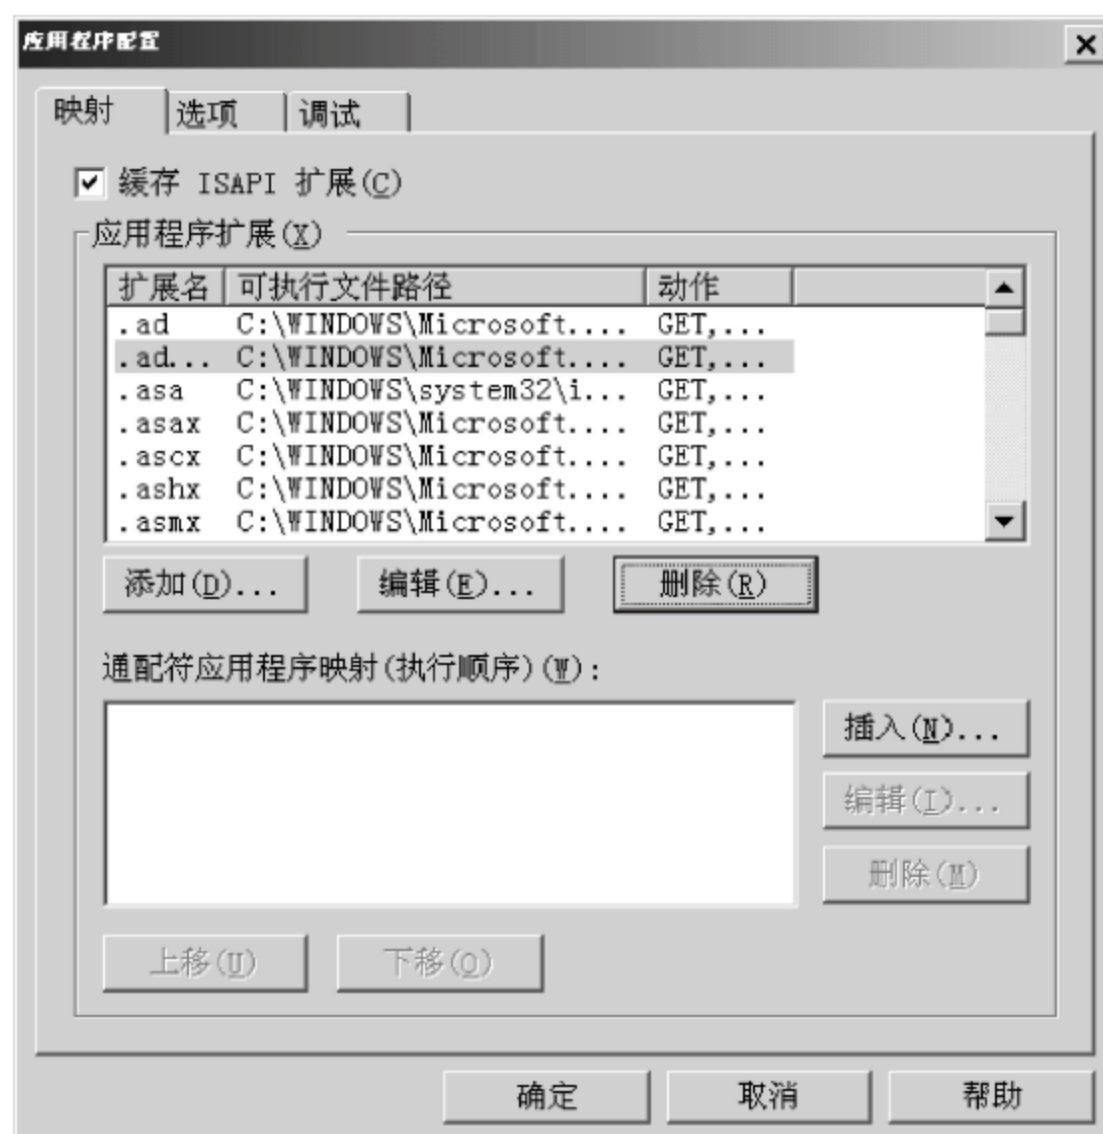 应用程序配置
映射 选项 调试
缓存 ISAPI 扩展(C)
应用程序扩展(X)
扩展名 可执行文件路径 动作
.ad C:\WINDOWS\Microsoft.... GET,...
.ad... C:\WINDOWS\Microsoft.... GET,...
.asa C:\WINDOWS\system32\i... GET,...
.asax C:\WINDOWS\Microsoft.... GET,...
.ascx C:\WINDOWS\Microsoft.... GET,...
.ashx C:\WINDOWS\Microsoft.... GET,...
.asmx C:\WINDOWS\Microsoft.... GET,...
添加(D)... 编辑(E)... 删除(R)
通配符应用程序映射(执行顺序)(W):
插入(N)...
编辑(I)...
删除(M)
上移(U) 下移(O)
确定 取消 帮助